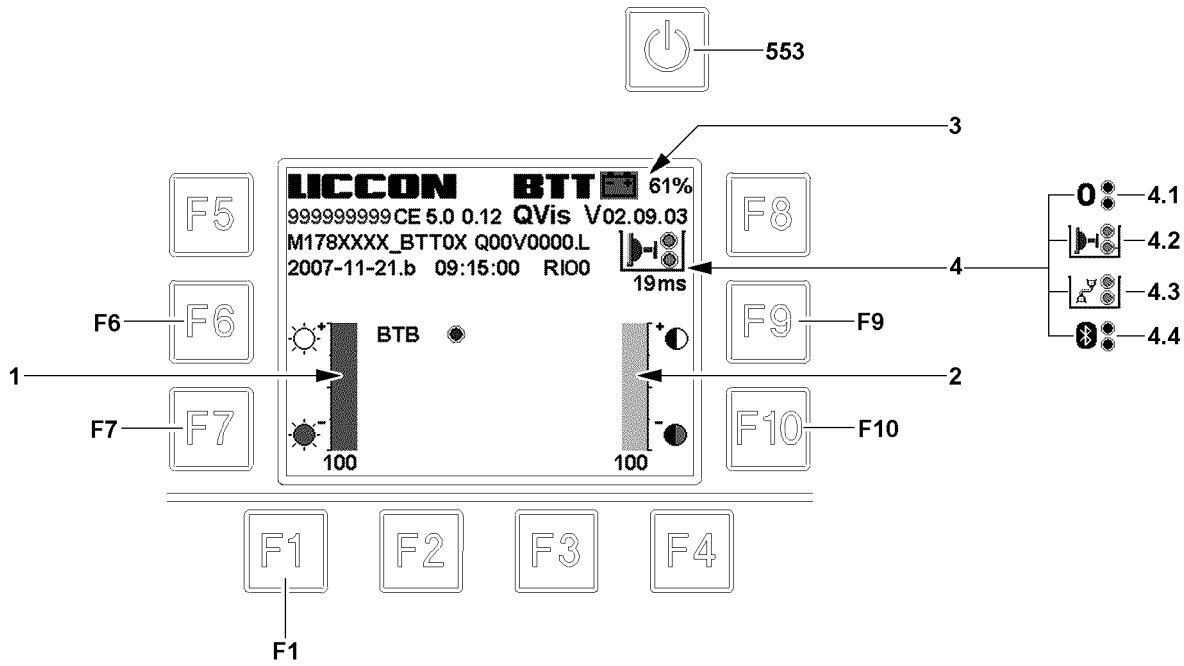 553
3
LICCON BTT 61%
999999999 CE 5.0 0.12 QVis V02.09.03
M178XXXX_BTT0X Q00V0000.L
2007-11-21.b 09:15:00 RIO0
19ms
F5
F8
0 4.1
4.2
4
4.3
4.4
F6 F6
BTB
F9 F9
1
2
F7 F7
F10 F10
100
100
F1
F2
F3
F4
F1